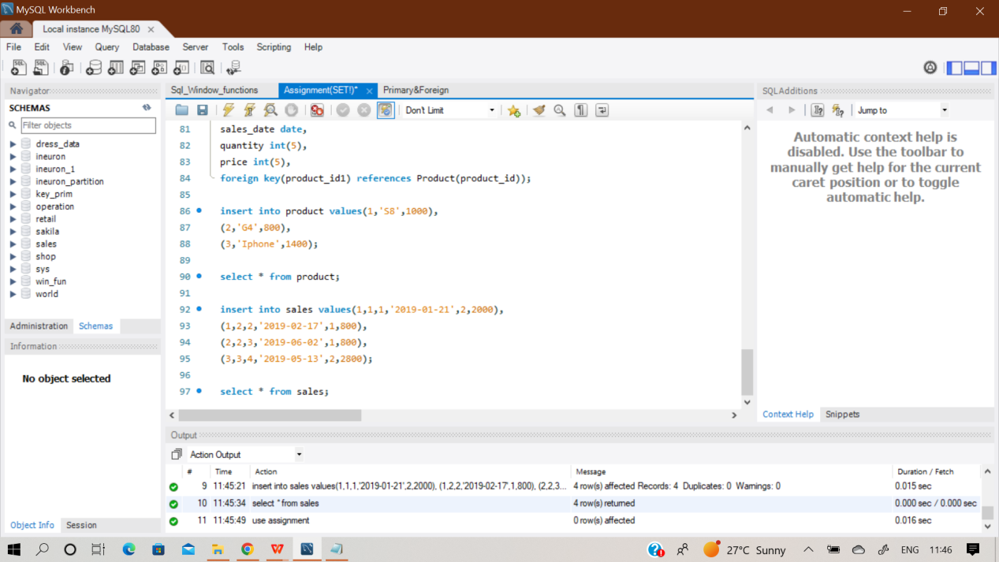 MySQL Workbench
Local instance MySQL80
File Edit View Query Database Server Tools Scripting Help
Navigator
SCHEMAS
Filter objects
dress_data
ineuron
ineuron_1
ineuron_partition
key_prim
operation
retail
sakila
sales
shop
sys
win_fun
world
Administration Schemas
Information
No object selected
Object Info Session
Sql_Window_functions Assignment(SET!)* Primary&Foreign
Don't Limit
81 sales_date date,
82 quantity int(5),
83 price int(5),
84 foreign key(product_id1) references Product(product_id));
85
86 insert into product values(1,'S8',1000),
87 (2,'G4',800),
88 (3,'Iphone',1400);
89
90 select * from product;
91
92 insert into sales values(1,1,1,'2019-01-21',2,2000),
93 (1,2,2,'2019-02-17',1,800),
94 (2,2,3,'2019-06-02',1,800),
95 (3,3,4,'2019-05-13',2,2800);
96
97 select * from sales;
SQLAdditions
Jump to
Automatic context help is
disabled. Use the toolbar to
manually get help for the current
caret position or to toggle
automatic help.
Context Help Snippets
Output
Action Output
# Time Action Message Duration / Fetch
9 11:45:21 insert into sales values(1,1,1,'2019-01-21',2,2000), (1,2,2,'2019-02-17',1,800), (2,2,3... 4 row(s) affected Records: 4 Duplicates: 0 Warnings: 0 0.015 sec
10 11:45:34 select * from sales 4 row(s) returned 0.000 sec / 0.000 sec
11 11:45:49 use assignment 0 row(s) affected 0.016 sec
27°C Sunny ENG 11:46